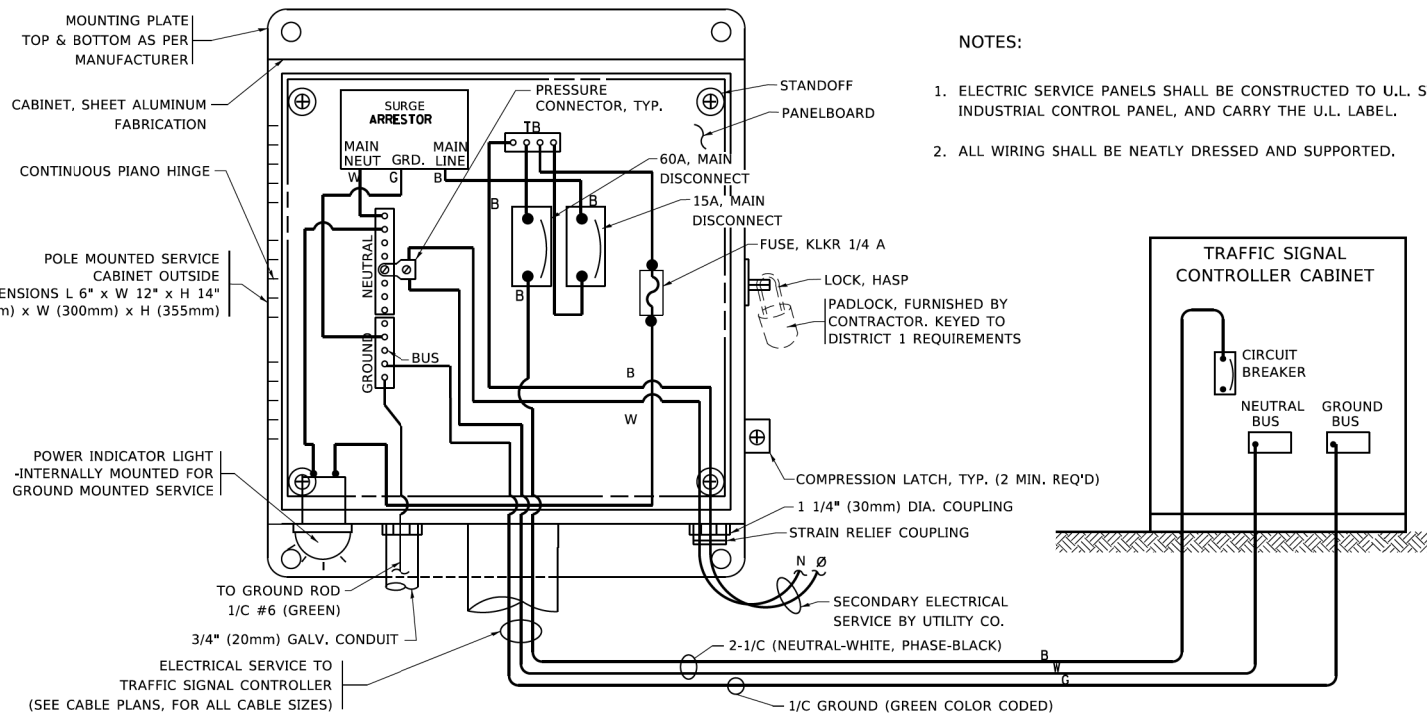 MOUNTING PLATE
TOP & BOTTOM AS PER
MANUFACTURER
CABINET, SHEET ALUMINUM
FABRICATION
CONTINUOUS PIANO HINGE
POLE MOUNTED SERVICE
CABINET OUTSIDE
ENSIONS L 6" x W 12" x H 14"
m) x W (300mm) x H (355mm)
POWER INDICATOR LIGHT
-INTERNALLY MOUNTED FOR
GROUND MOUNTED SERVICE
TO GROUND ROD
1/C #6 (GREEN)
3/4" (20mm) GALV. CONDUIT
ELECTRICAL SERVICE TO
TRAFFIC SIGNAL CONTROLLER
(SEE CABLE PLANS, FOR ALL CABLE SIZES)
SURGE
ARRESTOR
MAIN
NEUT
GRD.
MAIN
LINE
W
G
B
PRESSURE
CONNECTOR, TYP.
TB
B
B
B
NEUTRAL
GROUND
BUS
B
W
STANDOFF
PANELBOARD
60A, MAIN
DISCONNECT
15A, MAIN
DISCONNECT
FUSE, KLKR 1/4 A
LOCK, HASP
PADLOCK, FURNISHED BY
CONTRACTOR. KEYED TO
DISTRICT 1 REQUIREMENTS
COMPRESSION LATCH, TYP. (2 MIN. REQ'D)
1 1/4" (30mm) DIA. COUPLING
STRAIN RELIEF COUPLING
N Ø
SECONDARY ELECTRICAL
SERVICE BY UTILITY CO.
2-1/C (NEUTRAL-WHITE, PHASE-BLACK)
B
W
G
1/C GROUND (GREEN COLOR CODED)
NOTES:
1. ELECTRIC SERVICE PANELS SHALL BE CONSTRUCTED TO U.L. S
INDUSTRIAL CONTROL PANEL, AND CARRY THE U.L. LABEL.
2. ALL WIRING SHALL BE NEATLY DRESSED AND SUPPORTED.
TRAFFIC SIGNAL
CONTROLLER CABINET
CIRCUIT
BREAKER
NEUTRAL
BUS
GROUND
BUS